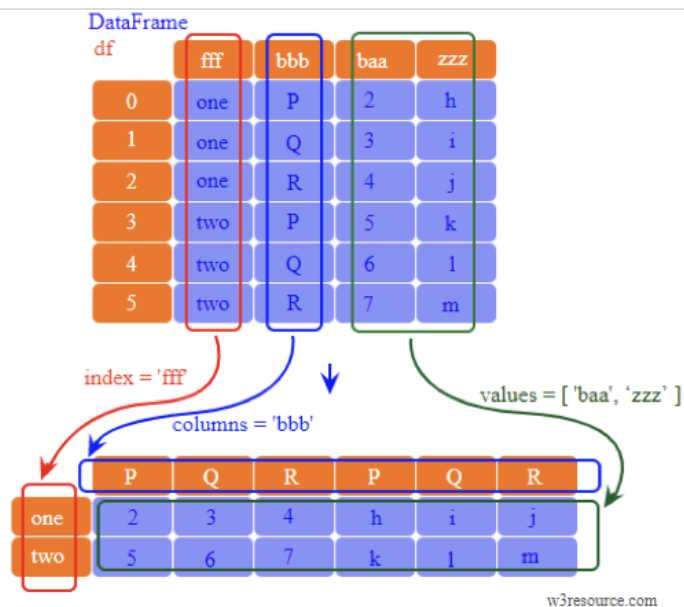 DataFrame
df
fff bbb baa zzz
0 one P 2 h
1 one Q 3 i
2 one R 4 j
3 two P 5 k
4 two Q 6 l
5 two R 7 m
index = 'fff
values = [ 'baa', ‘zzz’ ]
columns = 'bbb'
P Q R P Q R
one 2 3 4 h i j
two 5 6 7 k l m
w3resource.com